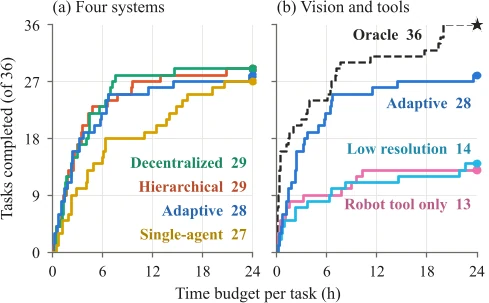 (a) Four systems
(b) Vision and tools
Tasks completed (of 36)
36
27
18
9
0
Decentralized 29
Hierarchical 29
Adaptive 28
Single-agent 27
0 6 12 18 24
Oracle 36
Adaptive 28
Low resolution 14
Robot tool only 13
0 6 12 18 24
Time budget per task (h)